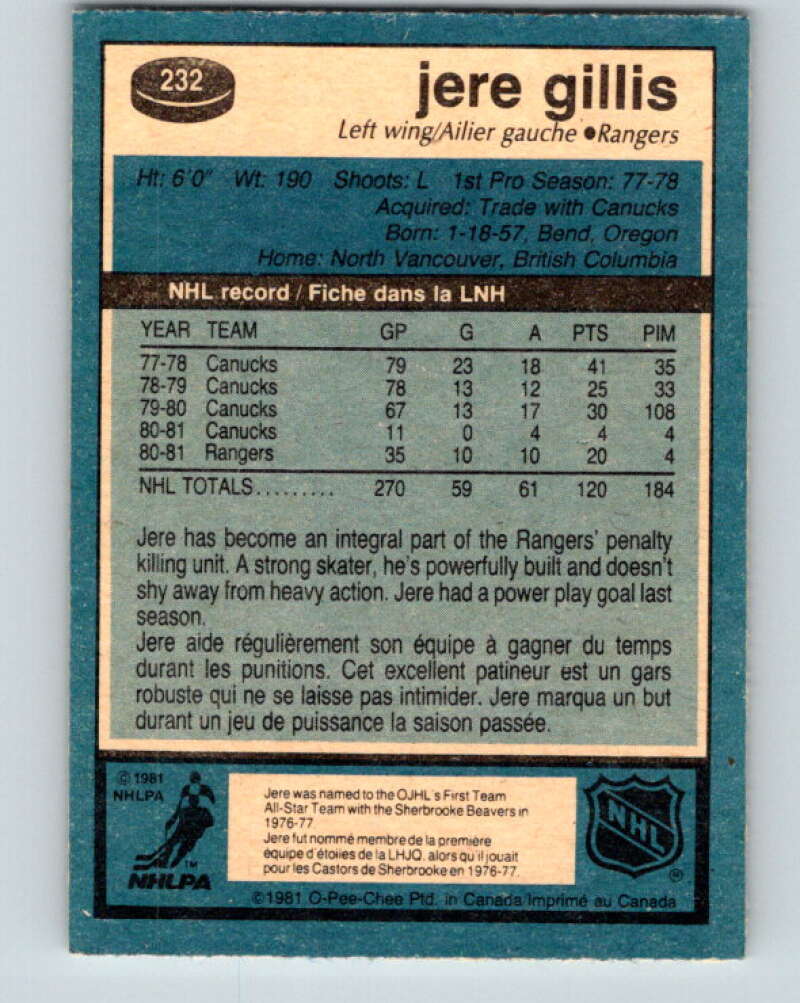 232
jere gillis
Left wing/Ailier gauche ●Rangers
Ht: 6'0" Wt: 190 Shoots: L 1st Pro Season: 77-78
Acquired: Trade with Canucks
Born: 1-18-57, Bend, Oregon
Home: North Vancouver, British Columbia
NHL record / Fiche dans la LNH
YEAR TEAM GP G A PTS PIM
77-78 Canucks 79 23 18 41 35
78-79 Canucks 78 13 12 25 33
79-80 Canucks 67 13 17 30 108
80-81 Canucks 11 0 4 4 4
80-81 Rangers 35 10 10 20 4
NHL TOTALS......... 270 59 61 120 184
Jere has become an integral part of the Rangers' penalty
killing unit. A strong skater, he's powerfully built and doesn't
shy away from heavy action. Jere had a power play goal last
season.
Jere aide régulièrement son équipe à gagner du temps
durant les punitions. Cet excellent patineur est un gars
robuste qui ne se laisse pas intimider. Jere marqua un but
durant un jeu de puissance la saison passée.
© 1981
NHLPA
TM
NHLPA
Jere was named to the OJHL's First Team
All-Star Team with the Sherbrooke Beavers in
1976-77.
Jere fut nommé membre de la première
équipe d'étoiles de la LHJQ, alors qu'il jouait
pour les Castors de Sherbrooke en 1976-77.
NHL
®
©1981 O-Pee-Chee Ptd. in Canada/Imprimé au Canada